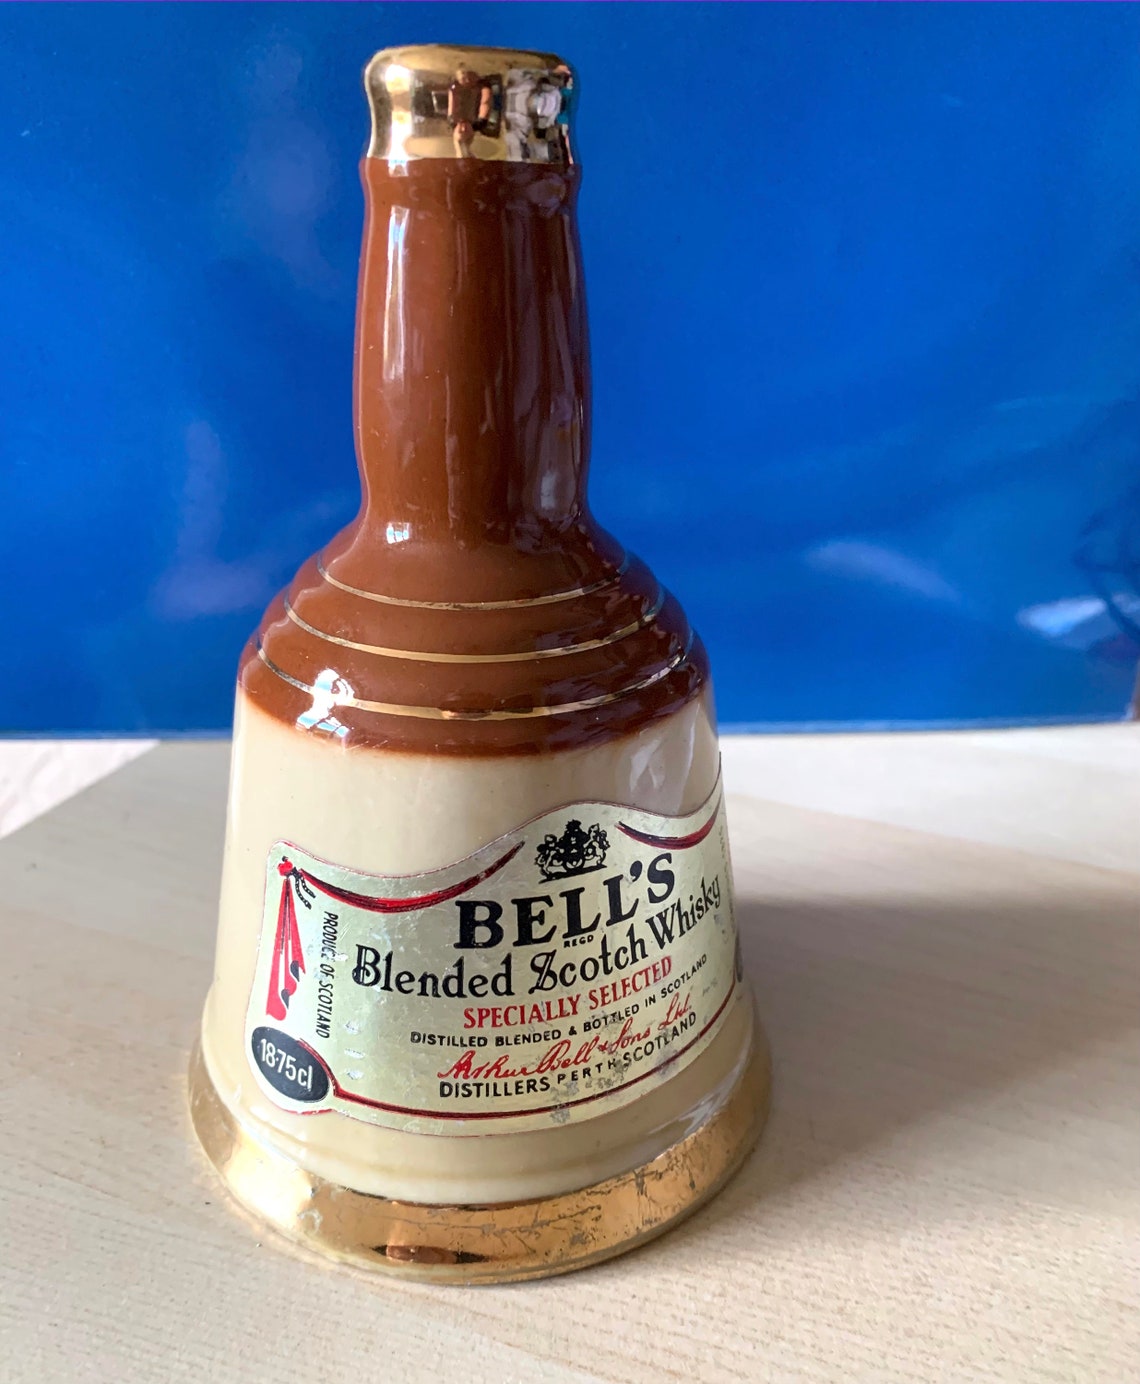 BELL'S
REGD
Blended Scotch Whisky
SPECIALLY SELECTED
DISTILLED BLENDED & BOTTLED IN SCOTLAND
Arthur Bell & Sons Ltd.
DISTILLERS PERTH SCOTLAND
PRODUCE OF SCOTLAND
18·75cl